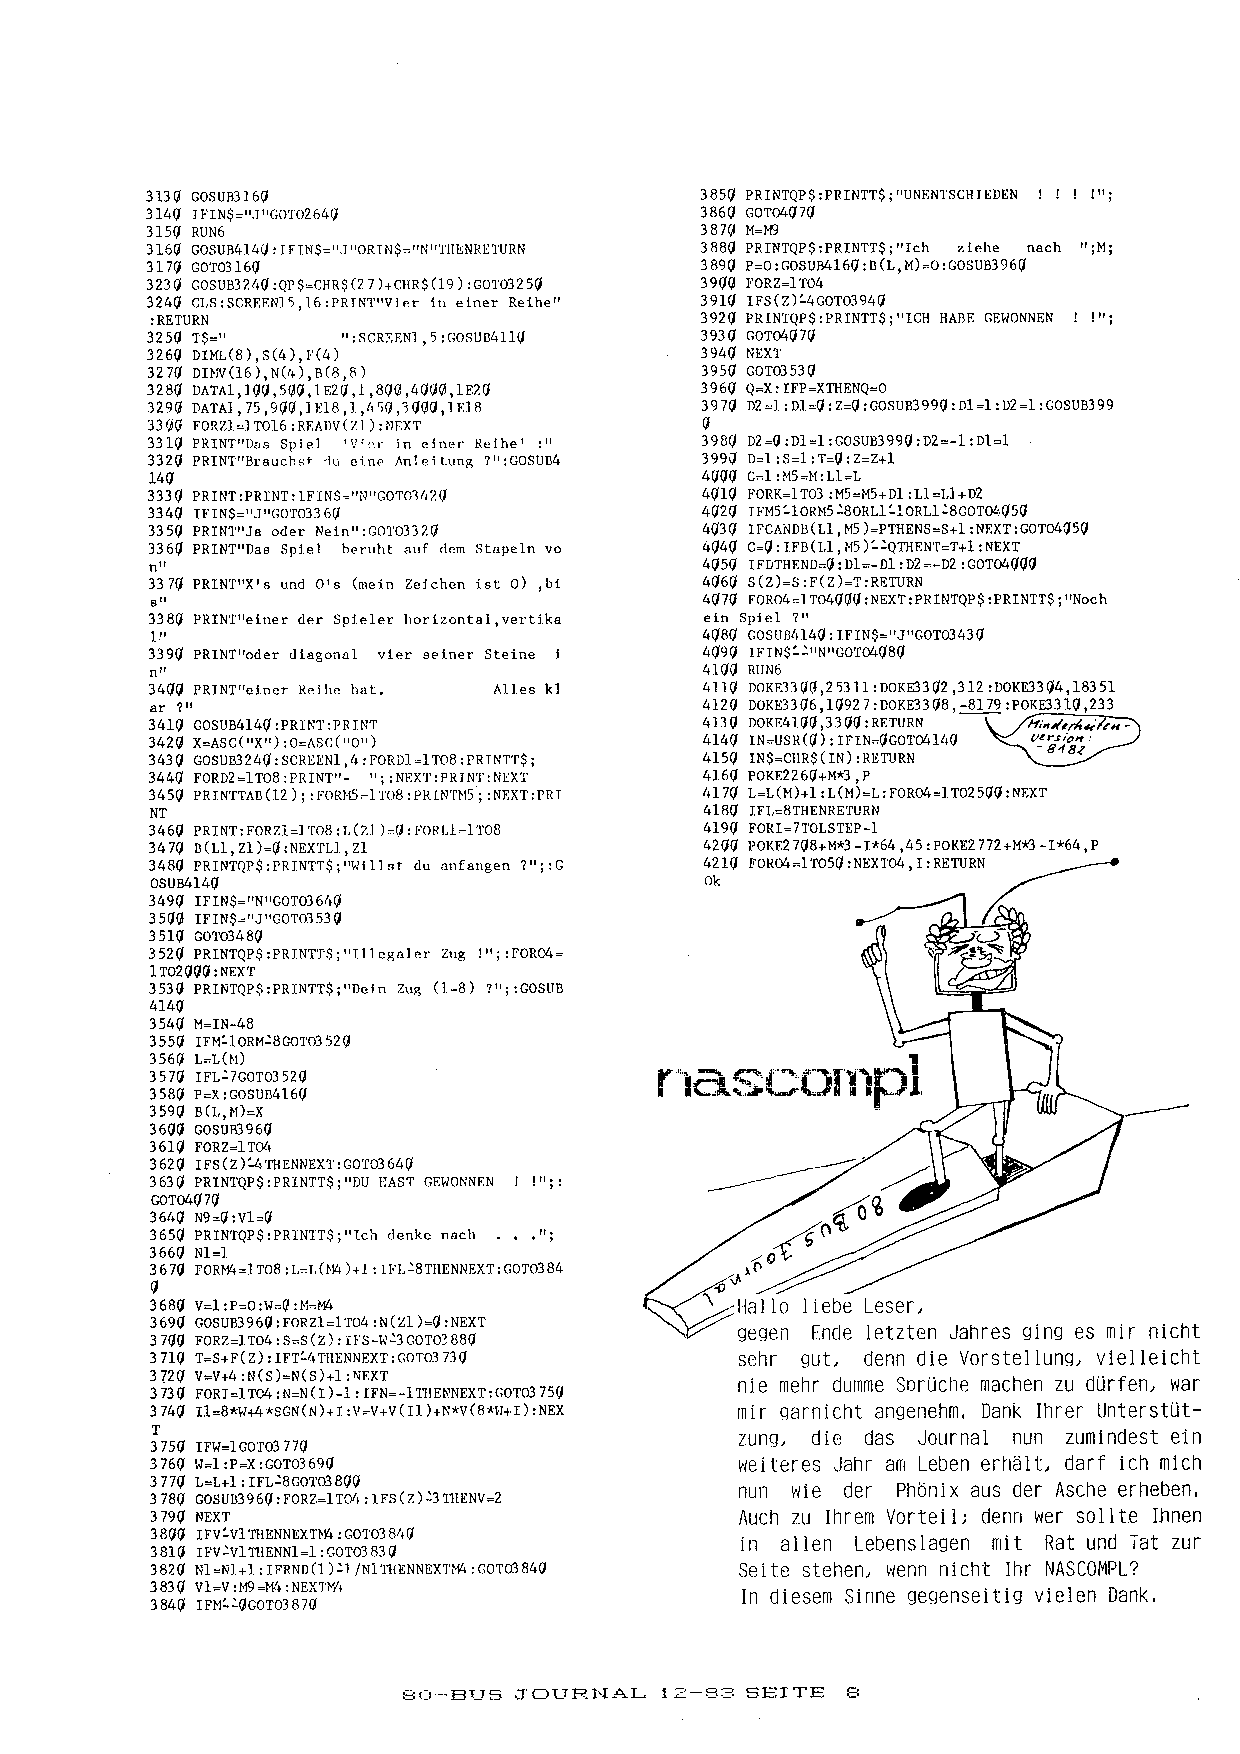 3130 GOSUB3160
3140 IFIN$="J"GOTO2640
3150 RUN6
3160 GOSUB4140:IFIN$="J"ORIN$="N"THENRETURN
3170 GOTO3160
3230 GOSUB3240:QP$=CHR$(27)+CHR$(19):GOTO3250
3240 CLS:SCREEN15,16:PRINT"Vier in einer Reihe"
:RETURN
3250 T$="              ":SCREEN1,5:GOSUB4110
3260 DIML(8),S(4),F(4)
3270 DIMV(16),N(4),B(8,8)
3280 DATA1,100,500,1E20,1,800,4000,1E20
3290 DATA1,75,900,1E18,1,450,3000,1E18
3300 FORZ1=1TO16:READV(Z1):NEXT
3310 PRINT"Das Spiel  'Vier in einer Reihe' :"
3320 PRINT"Brauchst du eine Anleitung ?":GOSUB4
140
3330 PRINT:PRINT:IFIN$="N"GOTO3420
3340 IFIN$="J"GOTO3360
3350 PRINT"Ja oder Nein":GOTO3320
3360 PRINT"Das Spiel  beruht auf dem Stapeln vo
n"
3370 PRINT"X's und O's (mein Zeichen ist O) ,bi
s"
3380 PRINT"einer der Spieler horizontal,vertika
l"
3390 PRINT"oder diagonal  vier seiner Steine  i
n"
3400 PRINT"einer Reihe hat.          Alles kl
ar ?"
3410 GOSUB4140:PRINT:PRINT
3420 X=ASC("X"):O=ASC("O")
3430 GOSUB3240:SCREEN1,4:FORD1=1TO8:PRINTT$;
3440 FORD2=1TO8:PRINT"-  ";:NEXT:PRINT:NEXT
3450 PRINTTAB(12);:FORM5=1TO8:PRINTM5;:NEXT:PRI
NT
3460 PRINT:FORZ1=1TO8:L(Z1)=0:FORL1=1TO8
3470 B(L1,Z1)=0:NEXTL1,Z1
3480 PRINTQP$:PRINTT$;"Willst du anfangen ?";:G
OSUB4140
3490 IFIN$="N"GOTO3640
3500 IFIN$="J"GOTO3530
3510 GOTO3480
3520 PRINTQP$:PRINTT$;"Illegaler Zug !";:FORO4=
1TO2000:NEXT
3530 PRINTQP$:PRINTT$;"Dein Zug (1-8) ?";:GOSUB
4140
3540 M=IN-48
3550 IFM-1ORM-8GOTO3520
3560 L=L(M)
3570 IFL-7GOTO3520
3580 P=X:GOSUB4160
3590 B(L,M)=X
3600 GOSUB3960
3610 FORZ=1TO4
3620 IFS(Z)-4THENNEXT:GOTO3640
3630 PRINTQP$:PRINTT$;"DU HAST GEWONNEN  ! !";:
GOTO4070
3640 N9=0:V1=0
3650 PRINTQP$:PRINTT$;"Ich denke nach  . . .";
3660 N1=1
3670 FORM4=1TO8:L=L(M4)+1:IFL-8THENNEXT:GOTO384
0
3680 V=1:P=O:W=0:M=M4
3690 GOSUB3960:FORZ1=1TO4:N(Z1)=0:NEXT
3700 FORZ=1TO4:S=S(Z):IFS-W-3GOTO3880
3710 T=S+F(Z):IFT-4THENNEXT:GOTO3730
3720 V=V+4:N(S)=N(S)+1:NEXT
3730 FORI=1TO4:N=N(I)-1:IFN=-1THENNEXT:GOTO3750
3740 I1=8*W+4*SGN(N)+I:V=V+V(I1)+N*V(8*W+I):NEX
T
3750 IFW=1GOTO3770
3760 W=1:P=X:GOTO3690
3770 L=L+1:IFL-8GOTO3800
3780 GOSUB3960:FORZ=1TO4:IFS(Z)-3THENV=2
3790 NEXT
3800 IFV-V1THENNEXTM4:GOTO3840
3810 IFV-V1THENN1=1:GOTO3830
3820 N1=N1+1:IFRND(1)-1/N1THENNEXTM4:GOTO3840
3830 V1=V:M9=M4:NEXTM4
3840 IFM--0GOTO3870
3850 PRINTQP$:PRINTT$;"UNENTSCHIEDEN  ! ! ! !";
3860 GOTO4070
3870 M=M9
3880 PRINTQP$:PRINTT$;"Ich   ziehe   nach  ";M;
3890 P=O:GOSUB4160:B(L,M)=O:GOSUB3960
3900 FORZ=1TO4
3910 IFS(Z)-4GOTO3940
3920 PRINTQP$:PRINTT$;"ICH HABE GEWONNEN  ! !";
3930 GOTO4070
3940 NEXT
3950 GOTO3530
3960 Q=X:IFP=XTHENQ=O
3970 D2=1:D1=0:Z=0:GOSUB3990:D1=1:D2=1:GOSUB399
0
3980 D2=0:D1=1:GOSUB3990:D2=-1:D1=1
3990 D=1:S=1:T=0:Z=Z+1
4000 C=1:M5=M:L1=L
4010 FORK=1TO3:M5=M5+D1:L1=L1+D2
4020 IFM5-1ORM5-8ORL1-1ORL1-8GOTO4050
4030 IFCANDB(L1,M5)=PTHENS=S+1:NEXT:GOTO4050
4040 C=0:IFB(L1,M5)--QTHENT=T+1:NEXT
4050 IFDTHEND=0:D1=-D1:D2=-D2:GOTO4000
4060 S(Z)=S:F(Z)=T:RETURN
4070 FORO4=1TO4000:NEXT:PRINTQP$:PRINTT$;"Noch
ein Spiel ?"
4080 GOSUB4140:IFIN$="J"GOTO3430
4090 IFIN$--"N"GOTO4080
4100 RUN6
4110 DOKE3300,25311:DOKE3302,312:DOKE3304,18351
4120 DOKE3306,10927:DOKE3308,-8179:POKE3310,233
4130 DOKE4100,3300:RETURN
Minderheiten-
version:
-8182
4140 IN=USR(0):IFIN=0GOTO4140
4150 IN$=CHR$(IN):RETURN
4160 POKE2260+M*3,P
4170 L=L(M)+1:L(M)=L:FORO4=1TO2500:NEXT
4180 IFL=8THENRETURN
4190 FORI=7TOLSTEP-1
4200 POKE2708+M*3-I*64,45:POKE2772+M*3-I*64,P
4210 FORO4=1TO50:NEXTO4,I:RETURN
Ok
nascompl
80 BUS Journal
Hallo liebe Leser,
gegen Ende letzten Jahres ging es mir nicht
sehr gut, denn die Vorstellung, vielleicht
nie mehr dumme Sprüche machen zu dürfen, war
mir garnicht angenehm. Dank Ihrer Unterstüt-
zung, die das Journal nun zumindest ein
weiteres Jahr am Leben erhält, darf ich mich
nun wie der Phönix aus der Asche erheben.
Auch zu Ihrem Vorteil; denn wer sollte Ihnen
in allen Lebenslagen mit Rat und Tat zur
Seite stehen, wenn nicht Ihr NASCOMPL?
In diesem Sinne gegenseitig vielen Dank.
80-BUS JOURNAL 12-83 SEITE 8